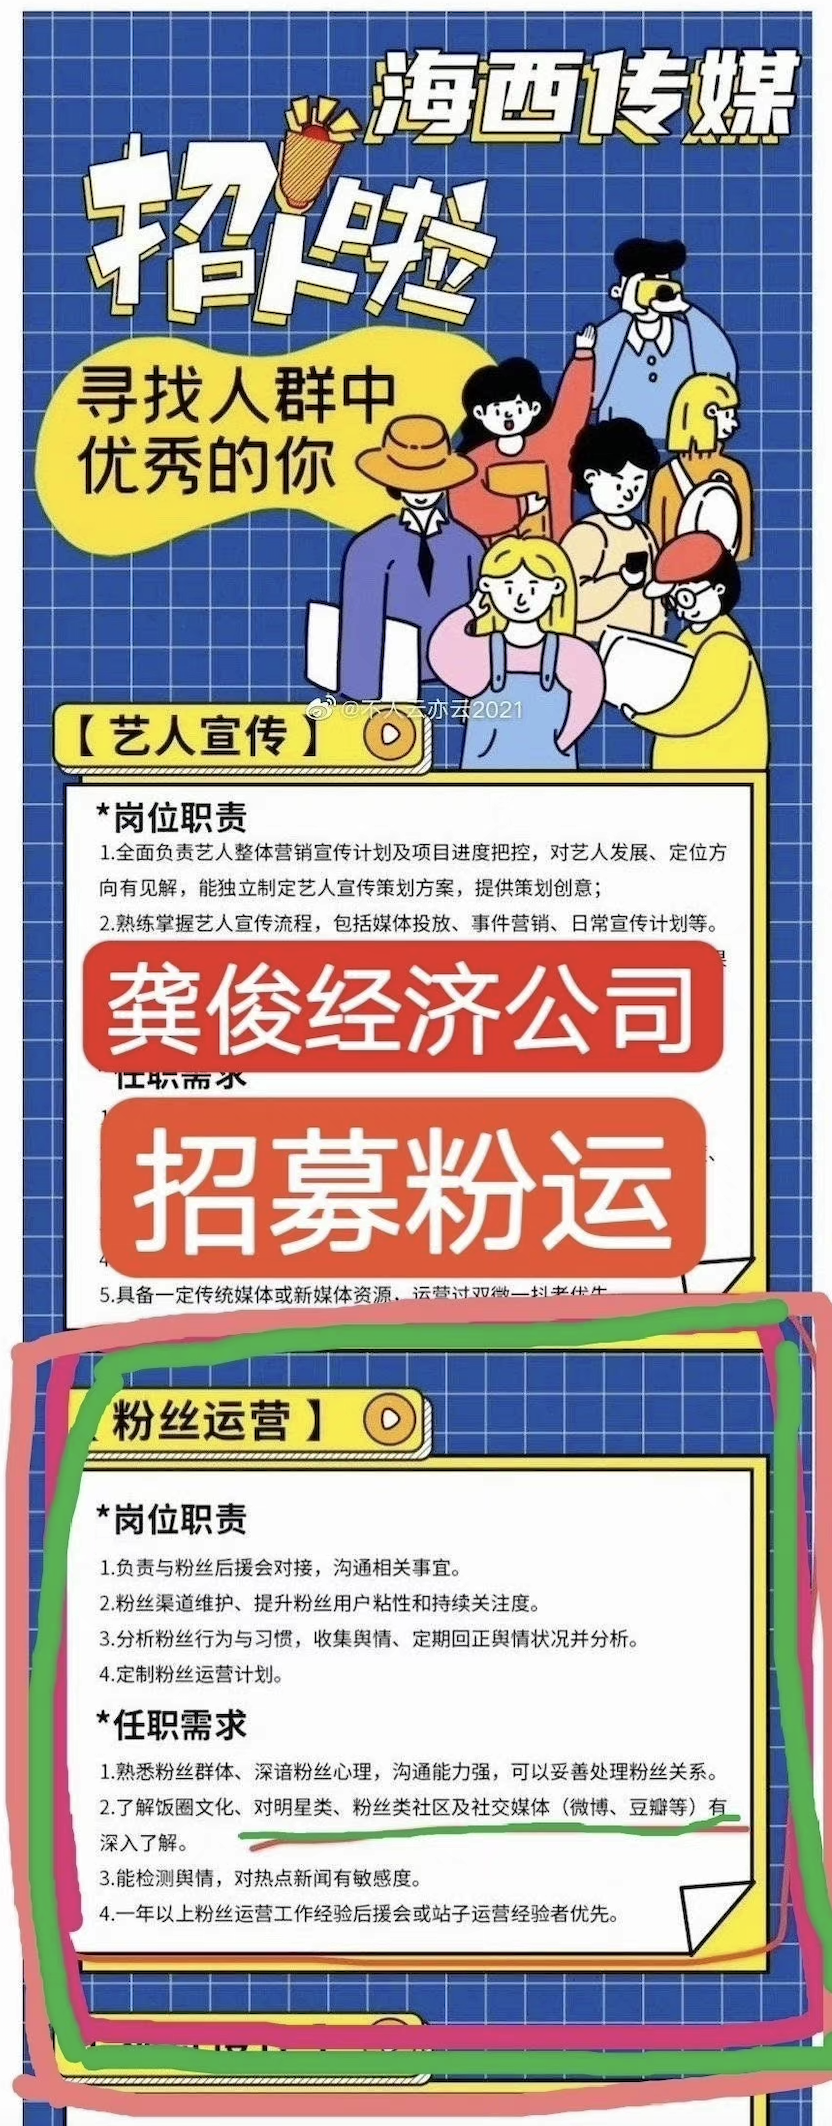 海西传媒
招人啦
寻找人群中
优秀的你
@不人云亦云2021
【艺人宣传】
*岗位职责
1.全面负责艺人整体营销宣传计划及项目进度把控，对艺人发展、定位方
向有见解，能独立制定艺人宣传策划方案，提供策划创意；
2.熟练掌握艺人宣传流程，包括媒体投放、事件营销、日常宣传计划等。
龚俊经济公司
任职需求
招募粉运
5.具备一定传统媒体或新媒体资源，运营过双微一抖者优先
粉丝运营】
*岗位职责
1.负责与粉丝后援会对接，沟通相关事宜。
2.粉丝渠道维护、提升粉丝用户粘性和持续关注度。
3.分析粉丝行为与习惯，收集舆情、定期回正舆情状况并分析。
4.定制粉丝运营计划。
*任职需求
1.熟悉粉丝群体、深谙粉丝心理，沟通能力强，可以妥善处理粉丝关系。
2.了解饭圈文化、对明星类、粉丝类社区及社交媒体（微博、豆瓣等）有
深入了解。
3.能检测舆情，对热点新闻有敏感度。
4.一年以上粉丝运营工作经验后援会或站子运营经验者优先。